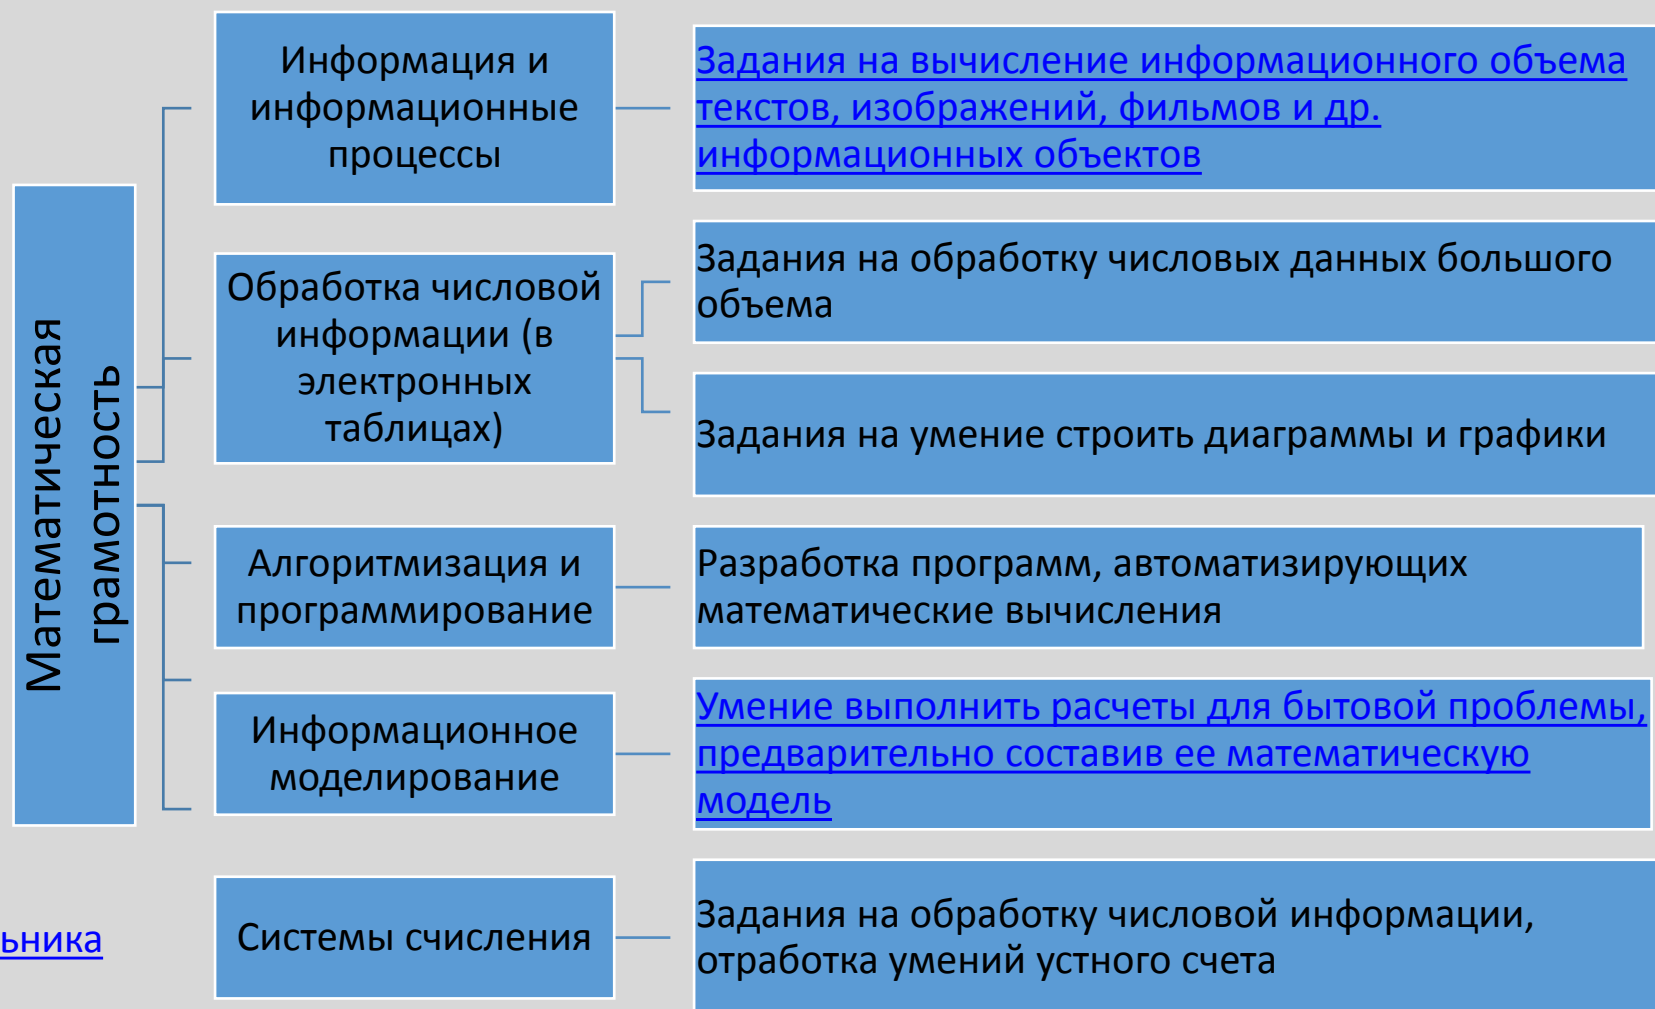 Математическая
грамотность
Информация и
информационные
процессы
Задания на вычисление информационного объема
текстов, изображений, фильмов и др.
информационных объектов
Обработка числовой
информации (в
электронных
таблицах)
Задания на обработку числовых данных большого
объема
Задания на умение строить диаграммы и графики
Алгоритмизация и
программирование
Разработка программ, автоматизирующих
математические вычисления
Информационное
моделирование
Умение выполнить расчеты для бытовой проблемы,
предварительно составив ее математическую
модель
Системы счисления
Задания на обработку числовой информации,
отработка умений устного счета
ьника